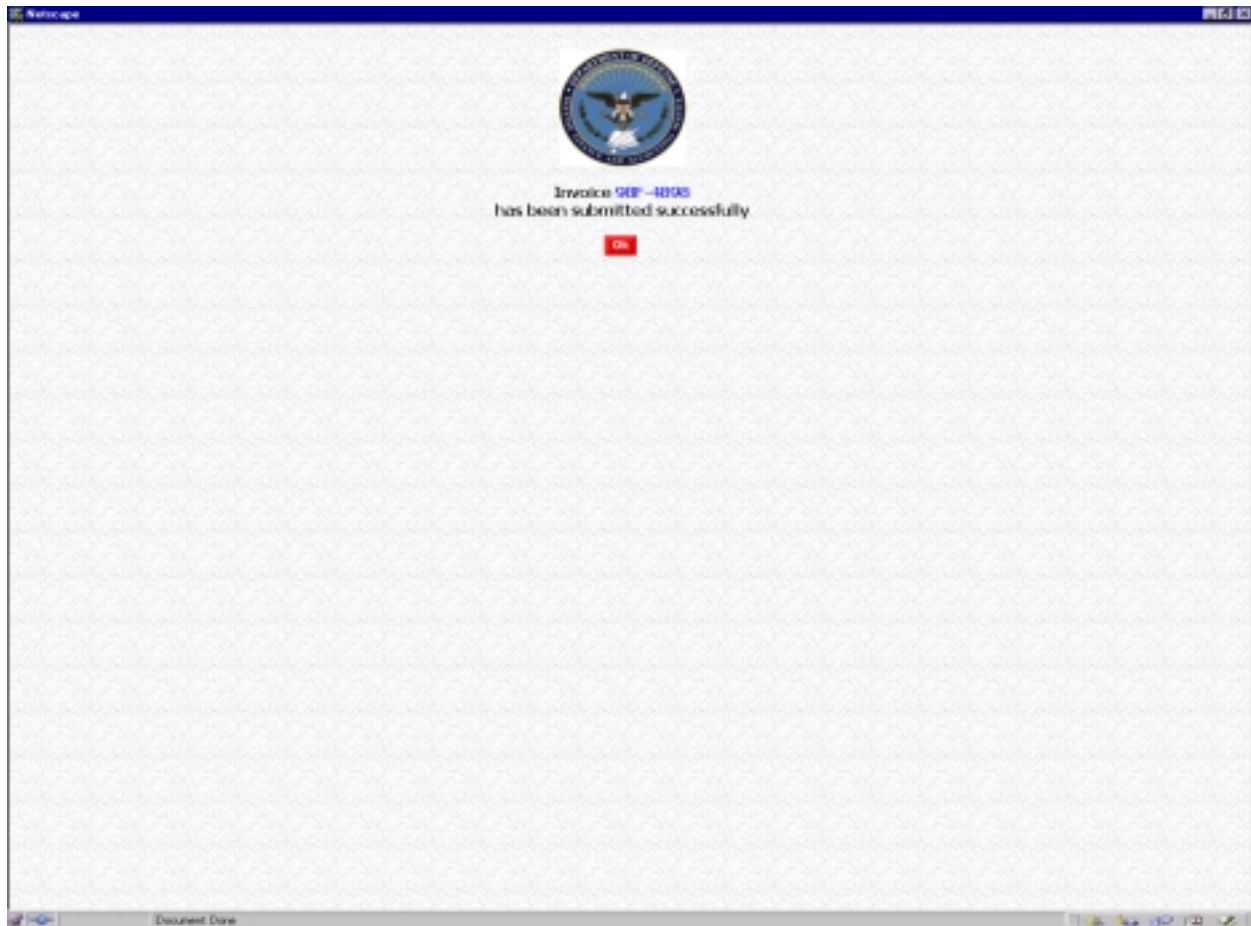 Netscape
Invoice 98F-4898
has been submitted successfully
Ok
Document Done